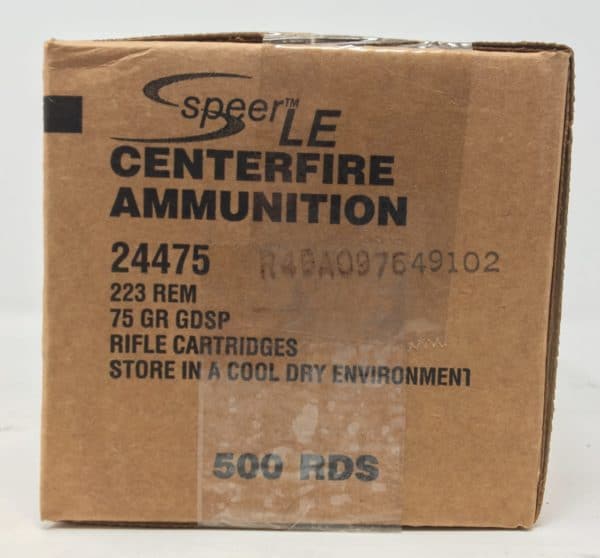 Speer™ LE
CENTERFIRE
AMMUNITION
24475 R49A097649102
223 REM
75 GR GDSP
RIFLE CARTRIDGES
STORE IN A COOL DRY ENVIRONMENT
500 RDS